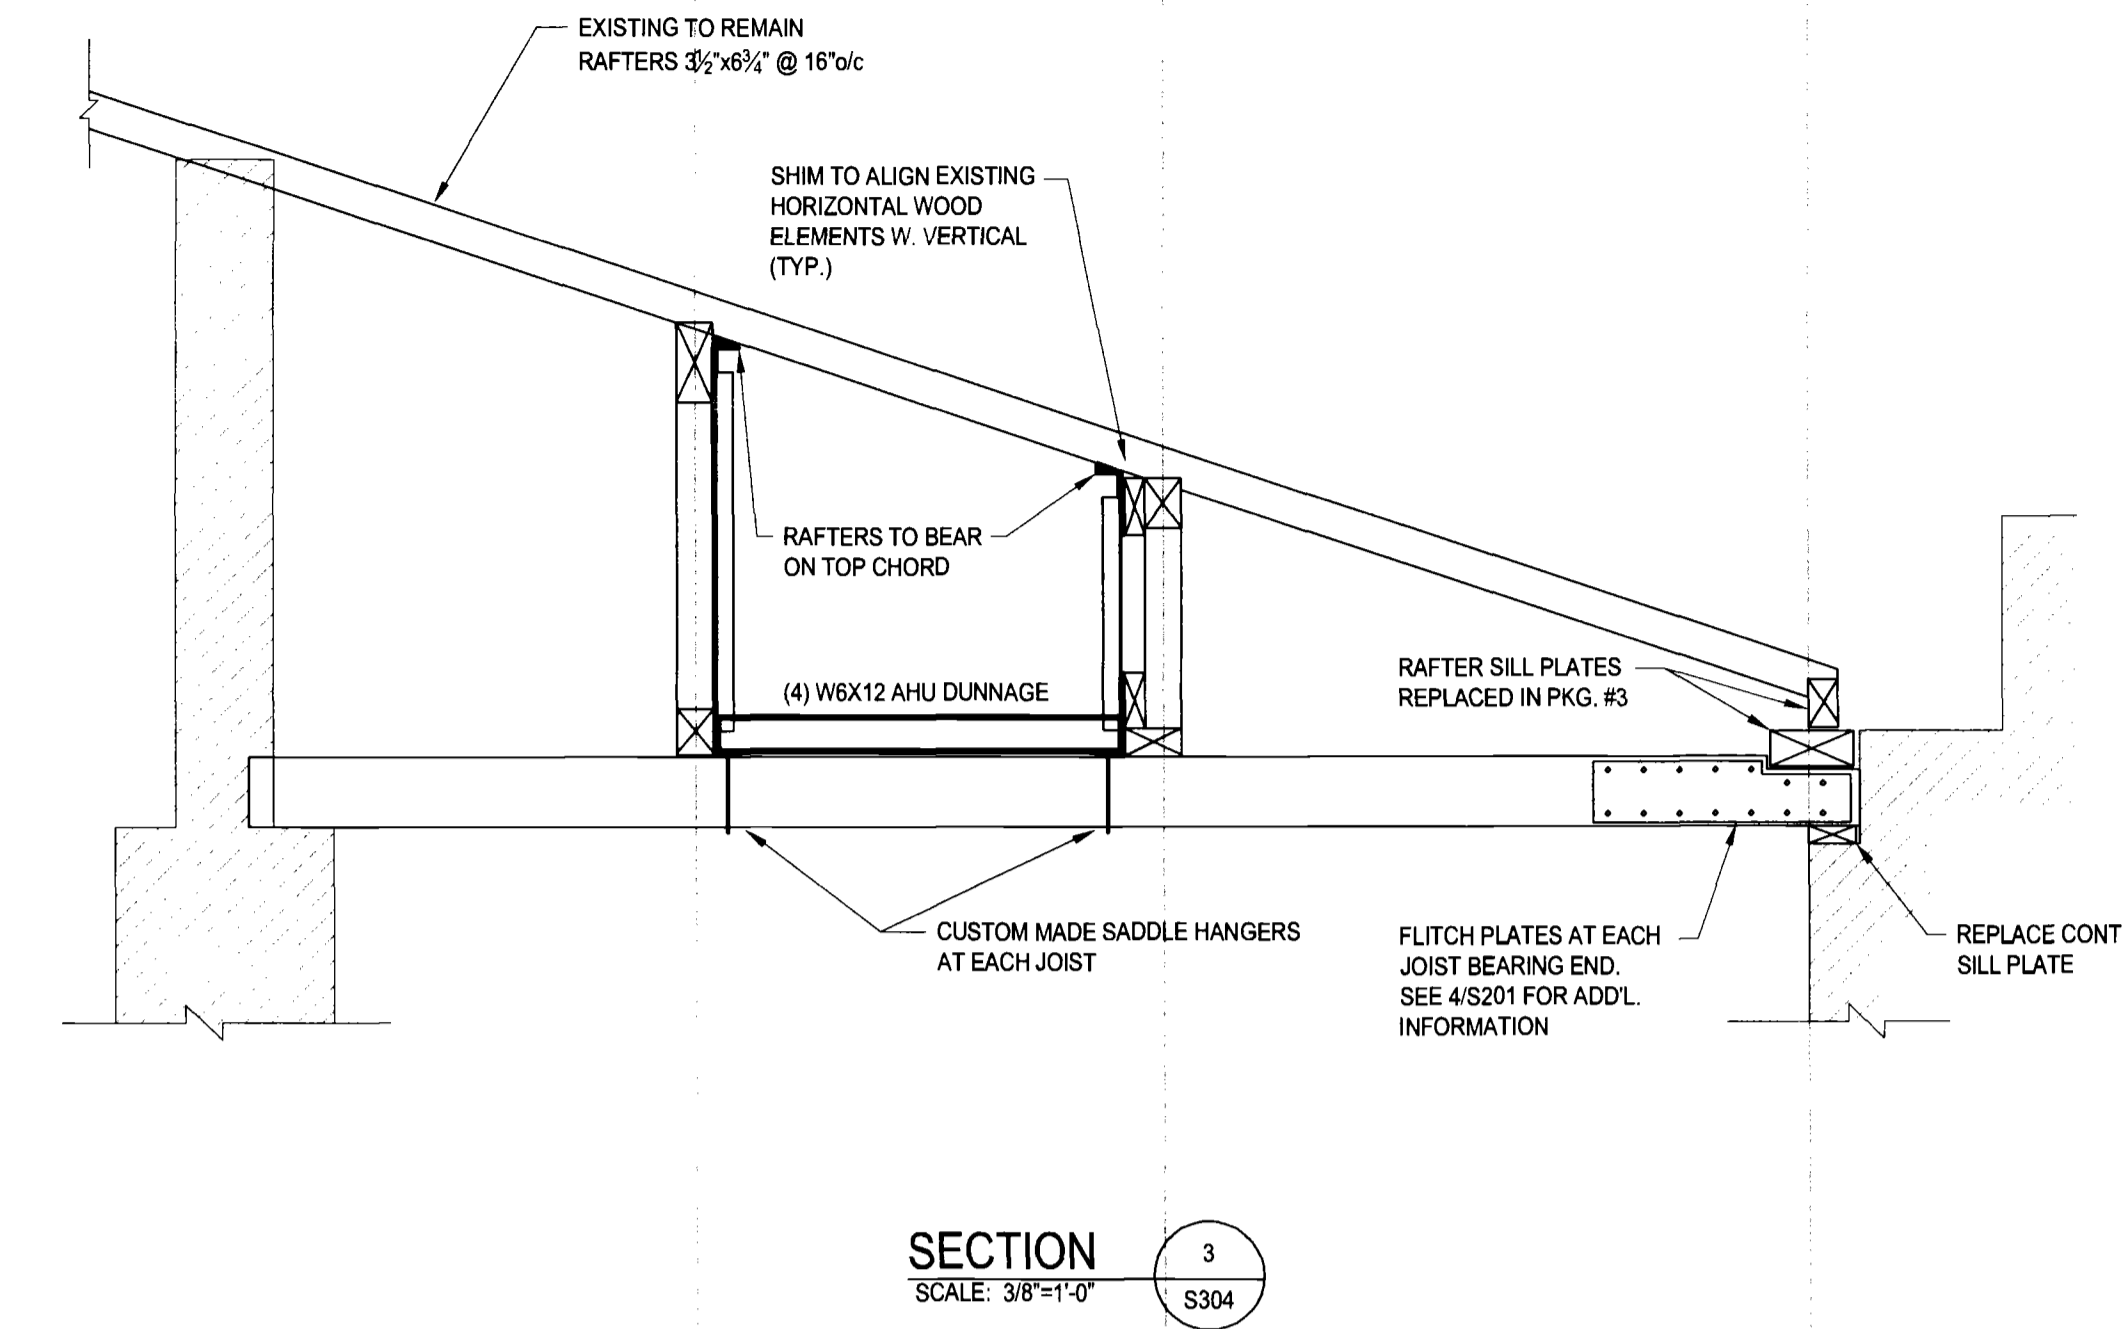 EXISTING TO REMAIN
RAFTERS 3½"x6¾" @ 16"o/c
SHIM TO ALIGN EXISTING
HORIZONTAL WOOD
ELEMENTS W. VERTICAL
(TYP.)
RAFTERS TO BEAR
ON TOP CHORD
(4) W6X12 AHU DUNNAGE
RAFTER SILL PLATES
REPLACED IN PKG. #3
CUSTOM MADE SADDLE HANGERS
AT EACH JOIST
FLITCH PLATES AT EACH
JOIST BEARING END.
SEE 4/S201 FOR ADD'L.
INFORMATION
REPLACE CONT
SILL PLATE
SECTION
SCALE: 3/8"=1'-0"
3
S304